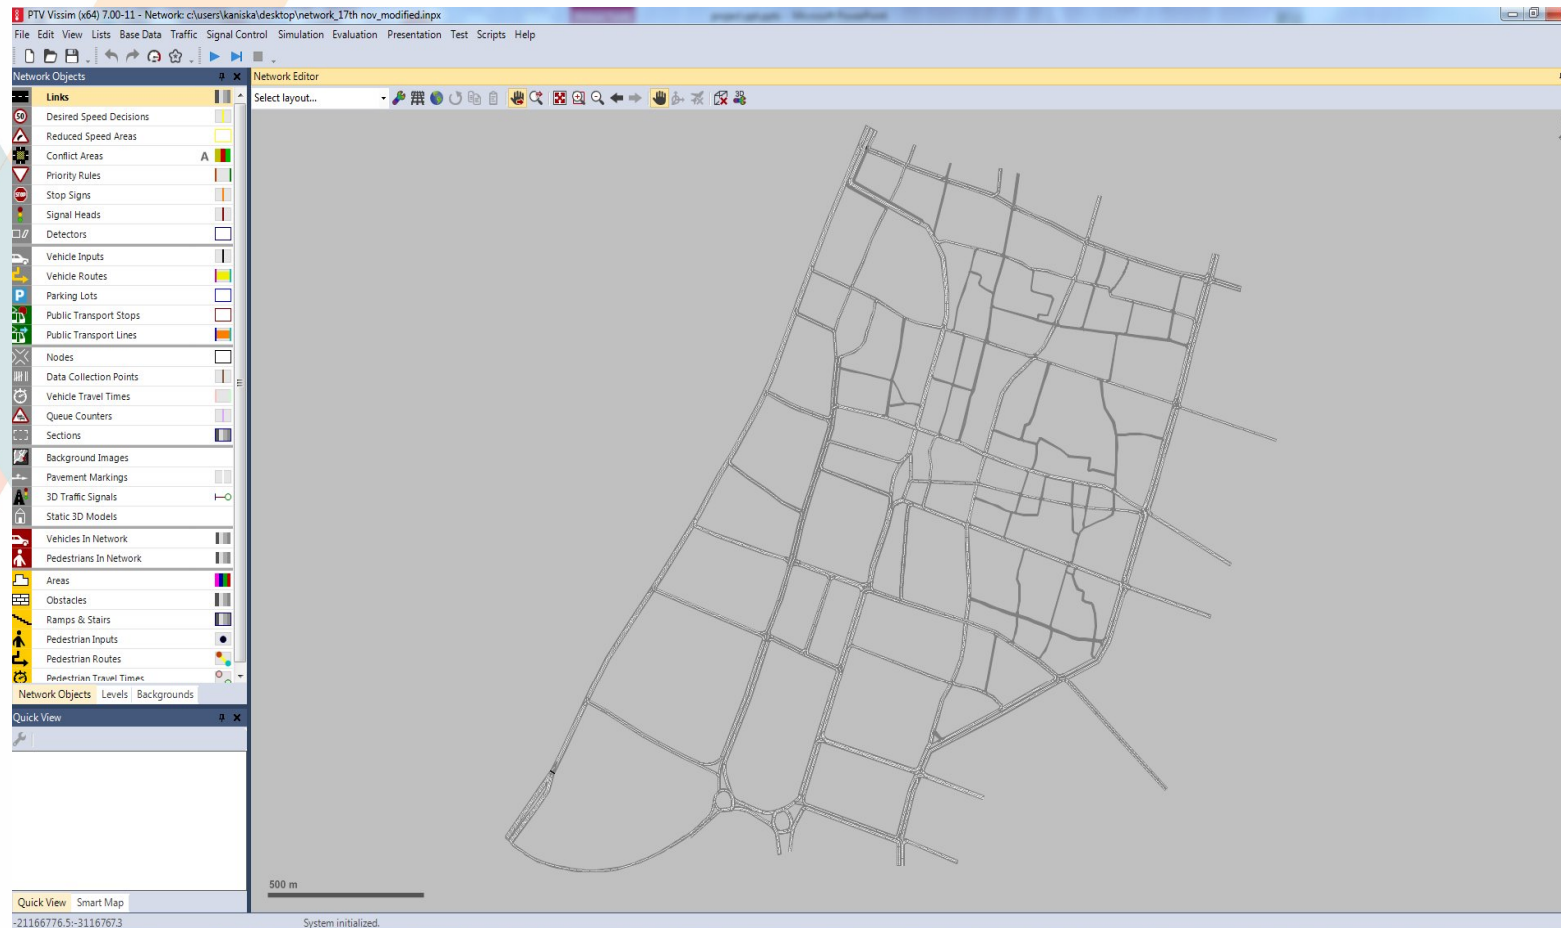 PTV Vissim (x64) 7.00-11 - Network: c:\users\kaniska\desktop\network_17th nov_modified.inpx
File Edit View Lists Base Data Traffic Signal Control Simulation Evaluation Presentation Test Scripts Help
Network Objects
Network Editor
Select layout...
3D
Links
50 Desired Speed Decisions
Reduced Speed Areas
Conflict Areas A
Priority Rules
STOP Stop Signs
Signal Heads
Detectors
Vehicle Inputs
Vehicle Routes
P Parking Lots
Public Transport Stops
Public Transport Lines
Nodes
Data Collection Points
Vehicle Travel Times
Queue Counters
Sections
Background Images
Pavement Markings
3D Traffic Signals
Static 3D Models
Vehicles In Network
Pedestrians In Network
Areas
Obstacles
Ramps & Stairs
Pedestrian Inputs
Pedestrian Routes
Pedestrian Travel Times
Network Objects Levels Backgrounds
Quick View
500 m
Quick View Smart Map
-21166776.5:-3116767.3 System initialized.